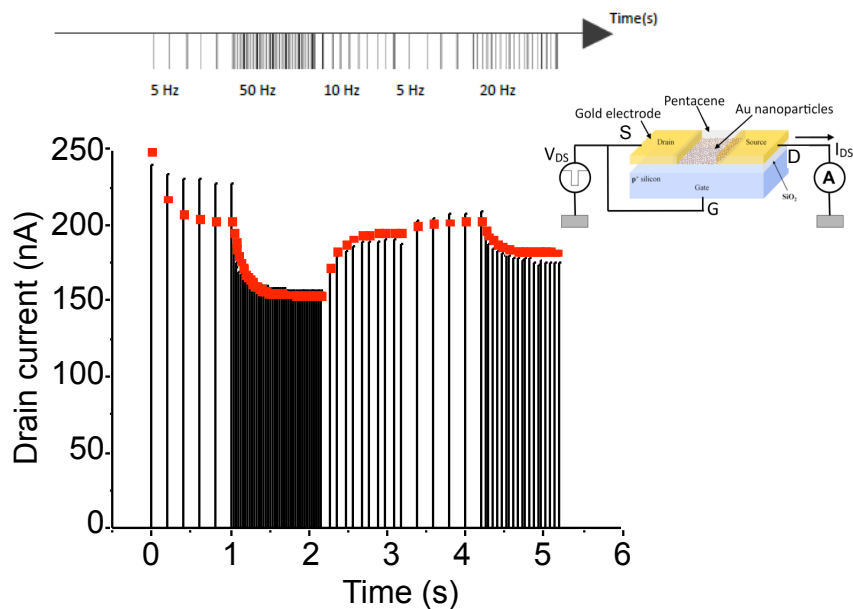 Time(s)
5 Hz 50 Hz 10 Hz 5 Hz 20 Hz
Pentacene
Gold electrode Au nanoparticles
S
Drain Source
V_DS D I_DS
A
p⁺ silicon
SiO₂
Gate
G
250
200
150
100
50
0
Drain current (nA)
0 1 2 3 4 5 6
Time (s)